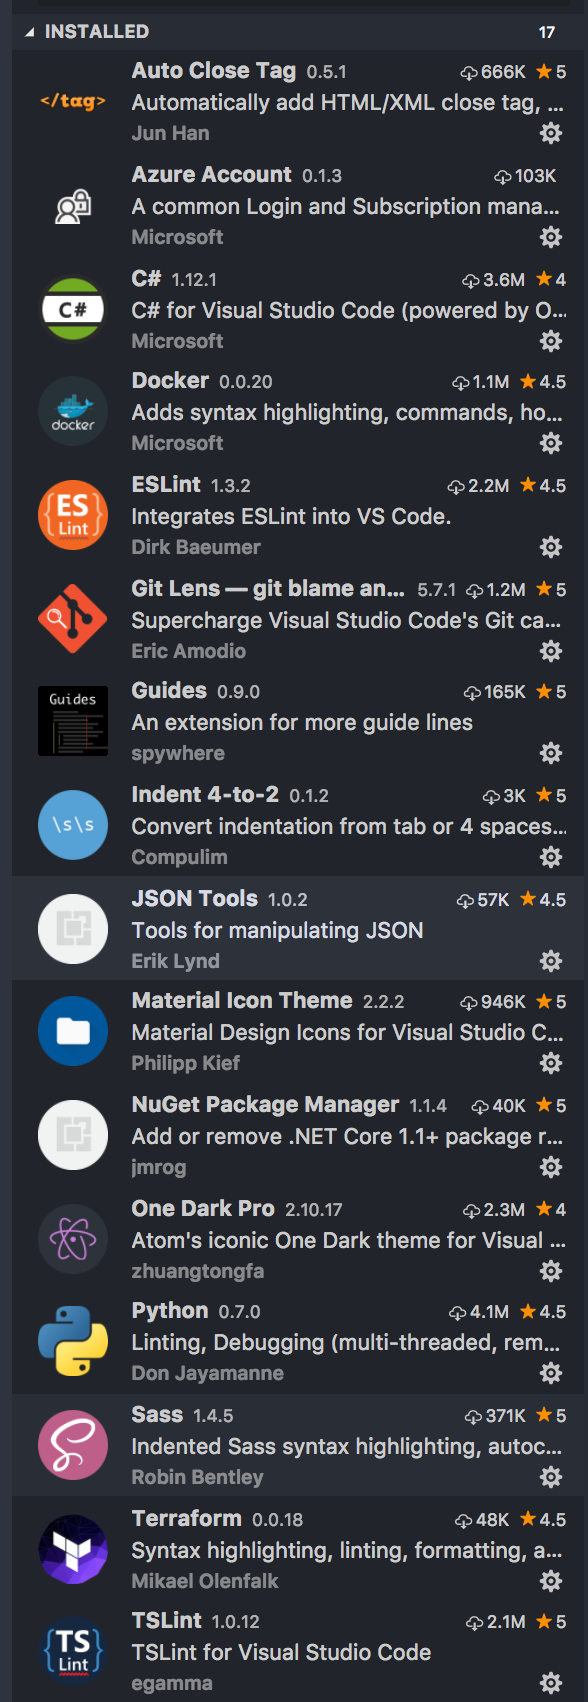 INSTALLED 17
Auto Close Tag 0.5.1 666K 5
</tag> Automatically add HTML/XML close tag, ...
Jun Han
Azure Account 0.1.3 103K
A common Login and Subscription mana...
Microsoft
C# 1.12.1 3.6M 4
C# C# for Visual Studio Code (powered by O...
Microsoft
Docker 0.0.20 1.1M 4.5
Adds syntax highlighting, commands, ho...
docker
Microsoft
ESLint 1.3.2 2.2M 4.5
{ES Lint} Integrates ESLint into VS Code.
Dirk Baeumer
Git Lens — git blame an... 5.7.1 1.2M 5
Supercharge Visual Studio Code's Git ca...
Eric Amodio
Guides 0.9.0 165K 5
Guides
An extension for more guide lines
spywhere
Indent 4-to-2 0.1.2 3K 5
\s\s Convert indentation from tab or 4 spaces...
Compulim
JSON Tools 1.0.2 57K 4.5
Tools for manipulating JSON
Erik Lynd
Material Icon Theme 2.2.2 946K 5
Material Design Icons for Visual Studio C...
Philipp Kief
NuGet Package Manager 1.1.4 40K 5
Add or remove .NET Core 1.1+ package r...
jmrog
One Dark Pro 2.10.17 2.3M 4
Atom's iconic One Dark theme for Visual ...
zhuangtongfa
Python 0.7.0 4.1M 4.5
Linting, Debugging (multi-threaded, rem...
Don Jayamanne
Sass 1.4.5 371K 5
Indented Sass syntax highlighting, autoc...
Robin Bentley
Terraform 0.0.18 48K 4.5
Syntax highlighting, linting, formatting, a...
Mikael Olenfalk
TSLint 1.0.12 2.1M 5
{TS Lint} TSLint for Visual Studio Code
egamma